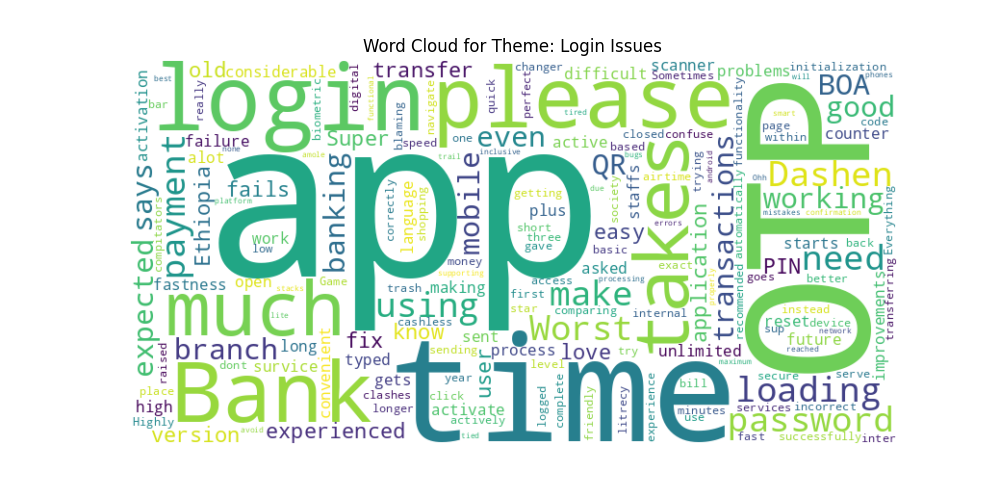 Word Cloud for Theme: Login Issues
login
please
app
OTP
time
Bank
much
takes
old
considerable
transfer
digital
functional
changer
quick
perfect
difficult
scanner
Sometimes
problems
initialization
will
phones
BOA
good
code
counter
best
bar
really
activation
biometric
navigate
tired
failure
Super
blaming
speed
one
even
active
closed
based
confuse
functionality
page
within
smart
payment
alot
none
amole
trail
inclusive
bugs
QR
trying
android
Ohh
Dashen
says
compitators
Ethiopia
fails
platform
banking
correctly
language
shopping
mobile
getting
plus
due
society
staffs
airtime
transactions
automatically
working
mistakes
confirmation
Everything
work
low
short
three
gave
easy
basic
errors
application
starts
back
need
expected
fastness
open
money
supporting
access
processing
asked
exact
properly
recommended
PIN
goes
better
transferring
Game
stacks
trash
making
first
make
internal
instead
reset
device
improvements
lite
using
star
comparing
cashless
know
sent
Worst
sup
future
network
reached
raised
branch
long
fix
typed
sending
process
love
try
unlimited
maximum
dont
survice
convenient
user
level
secure
serve
place
high
Highly
gets
clashes
longer
year
click
activate
actively
logged
complete
friendly
litrecy
experience
bill
minutes
use
loading
services
incorrect
password
version
avoid
experienced
tied
fast
successfully
inter